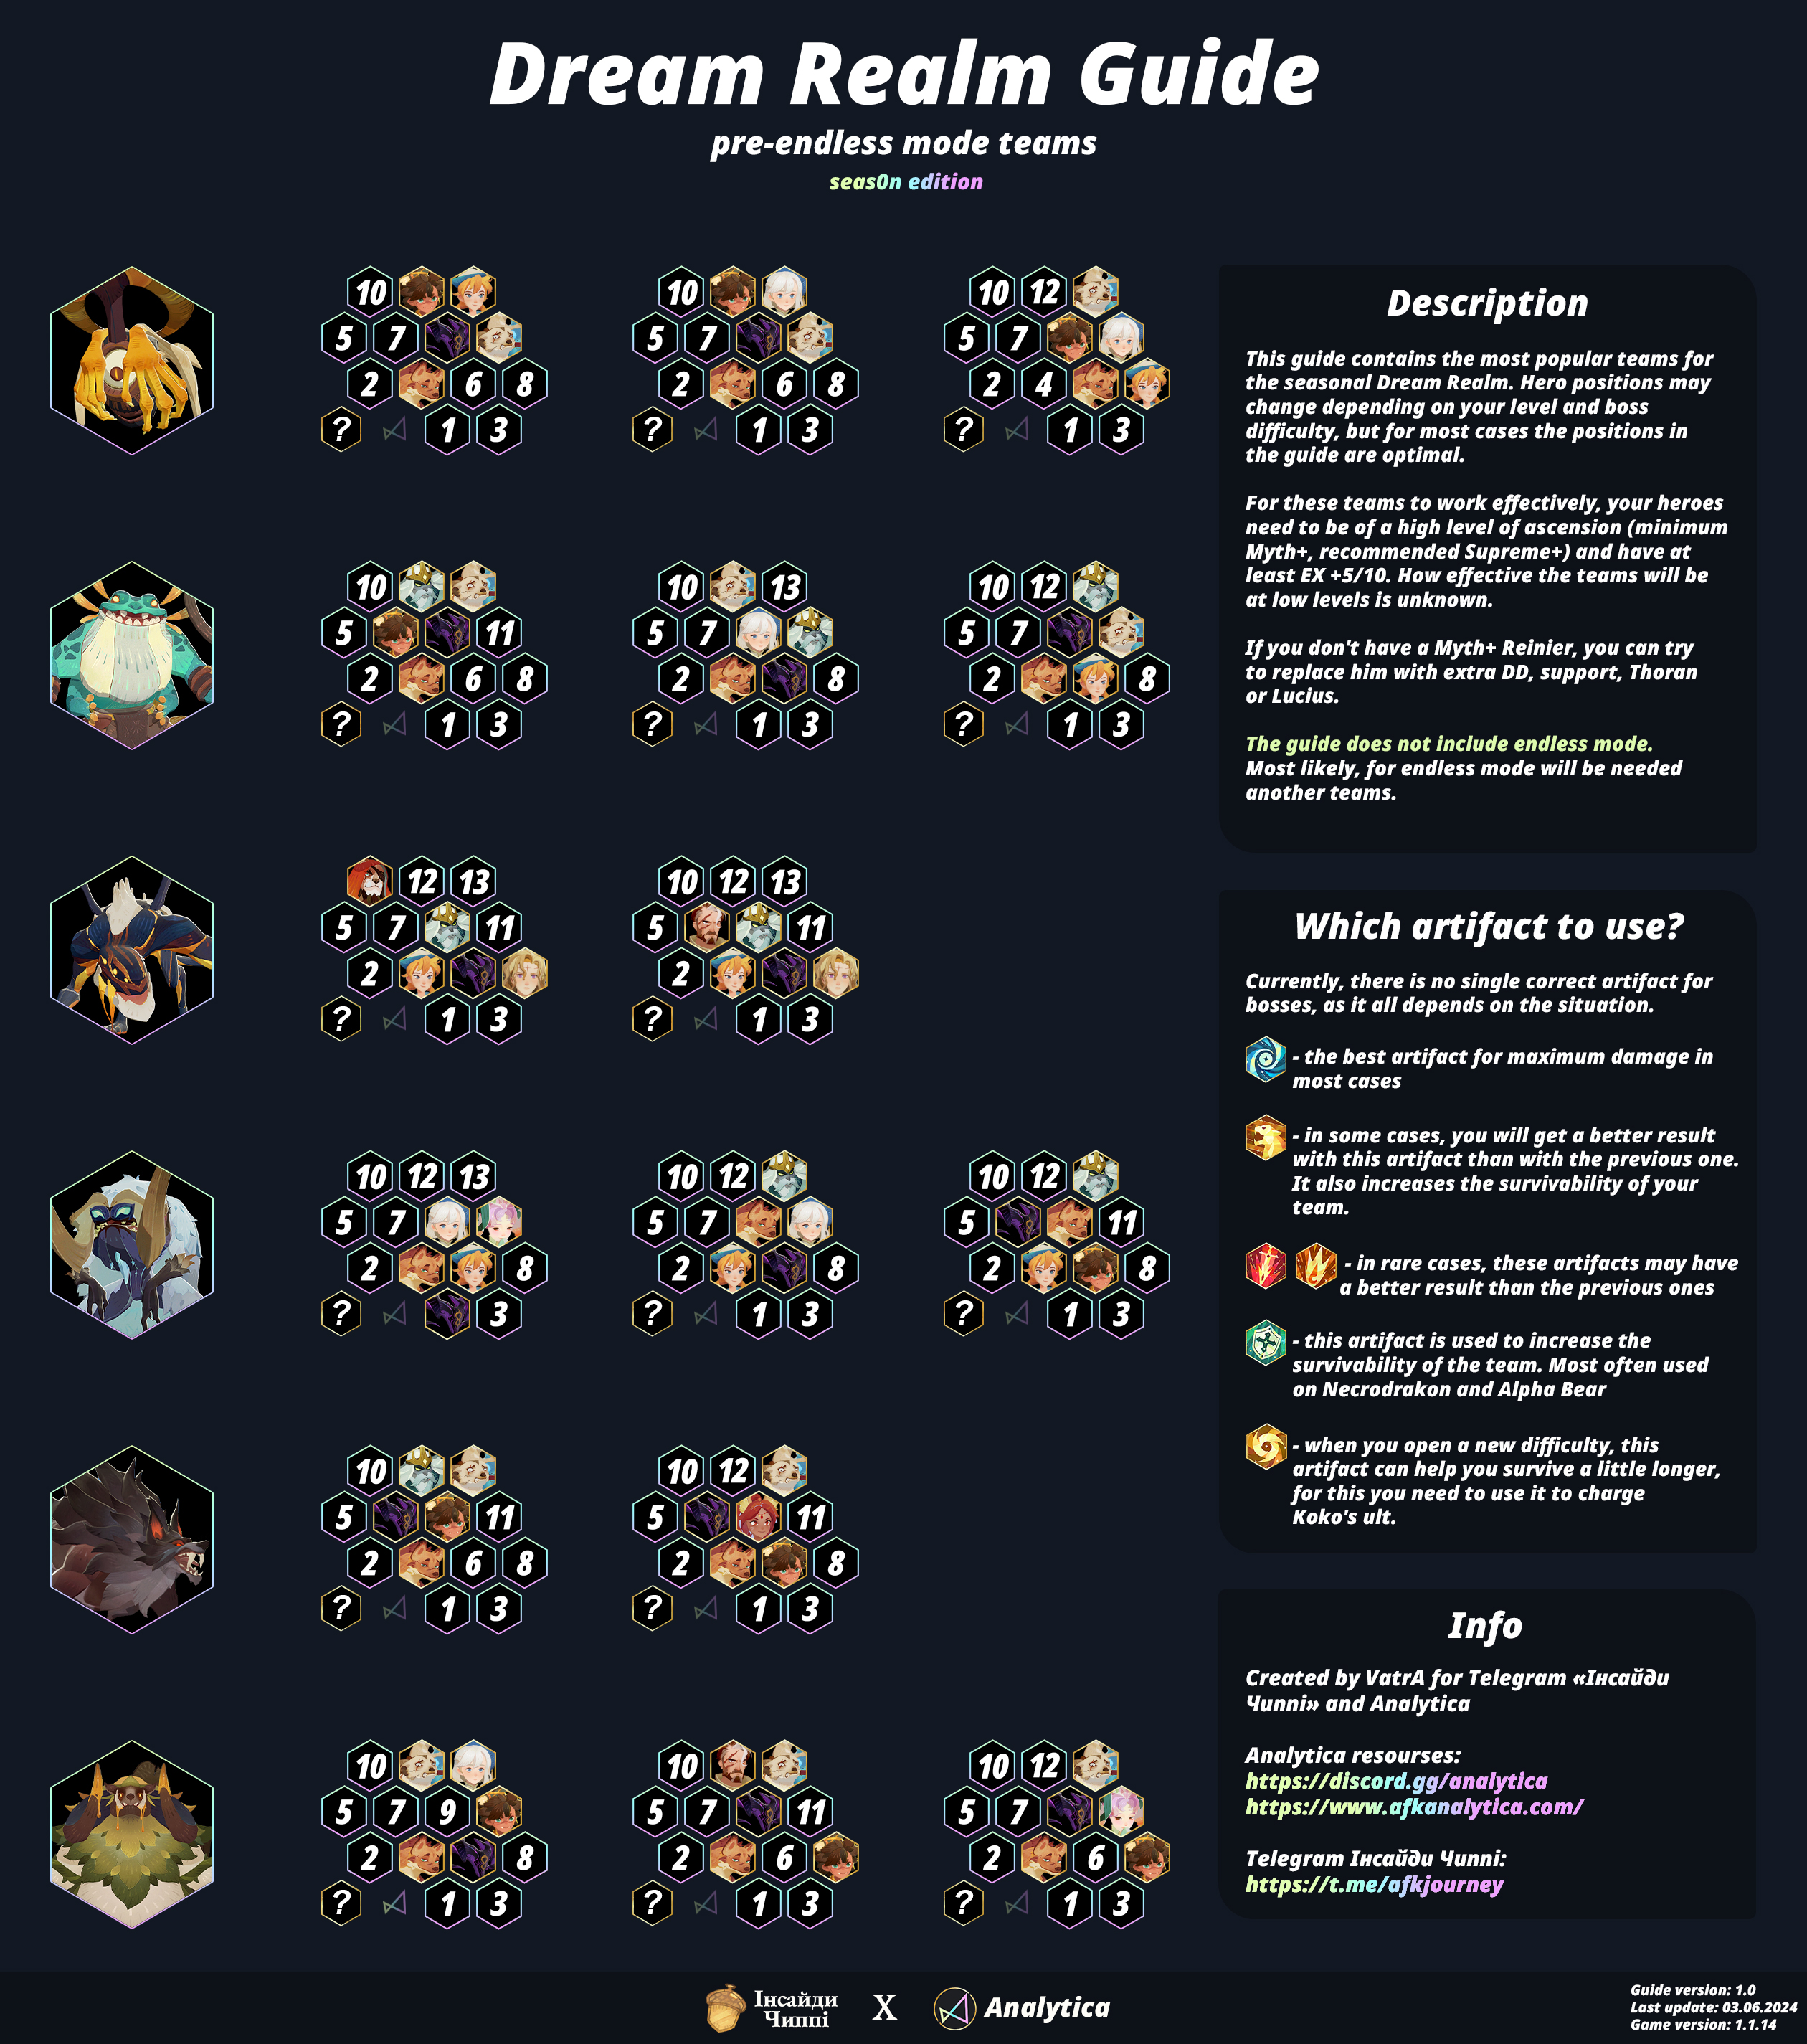 Dream Realm Guide
pre-endless mode teams
seas0n edition
10
5 7
2 6 8
? 1 3
10
5 7
2 6 8
? 1 3
10 12
5 7
2 4
? 1 3
10
5 11
2 6 8
? 1 3
10 13
5 7
2 8
? 1 3
10 12
5 7
2 8
? 1 3
12 13
5 7 11
2
? 1 3
10 12 13
5 11
2
? 1 3
10 12 13
5 7
2 8
? 3
10 12
5 7
2 8
? 1 3
10 12
5 11
2 8
? 1 3
10
5 11
2 6 8
? 1 3
10 12
5 11
2 8
? 1 3
10
5 7 9
2 8
? 1 3
10
5 7 11
2 6
? 1 3
10 12
5 7
2 6
? 1 3
Description
This guide contains the most popular teams for
the seasonal Dream Realm. Hero positions may
change depending on your level and boss
difficulty, but for most cases the positions in
the guide are optimal.
For these teams to work effectively, your heroes
need to be of a high level of ascension (minimum
Myth+, recommended Supreme+) and have at
least EX +5/10. How effective the teams will be
at low levels is unknown.
If you don't have a Myth+ Reinier, you can try
to replace him with extra DD, support, Thoran
or Lucius.
The guide does not include endless mode.
Most likely, for endless mode will be needed
another teams.
Which artifact to use?
Currently, there is no single correct artifact for
bosses, as it all depends on the situation.
- the best artifact for maximum damage in
most cases
- in some cases, you will get a better result
with this artifact than with the previous one.
It also increases the survivability of your
team.
- in rare cases, these artifacts may have
a better result than the previous ones
- this artifact is used to increase the
survivability of the team. Most often used
on Necrodrakon and Alpha Bear
- when you open a new difficulty, this
artifact can help you survive a little longer,
for this you need to use it to charge
Koko's ult.
Info
Created by VatrA for Telegram «Інсайди
Чиппі» and Analytica
Analytica resourses:
https://discord.gg/analytica
https://www.afkanalytica.com/
Telegram Інсайди Чиппі:
https://t.me/afkjourney
Інсайди
Чиппі
X
Analytica
Guide version: 1.0
Last update: 03.06.2024
Game version: 1.1.14